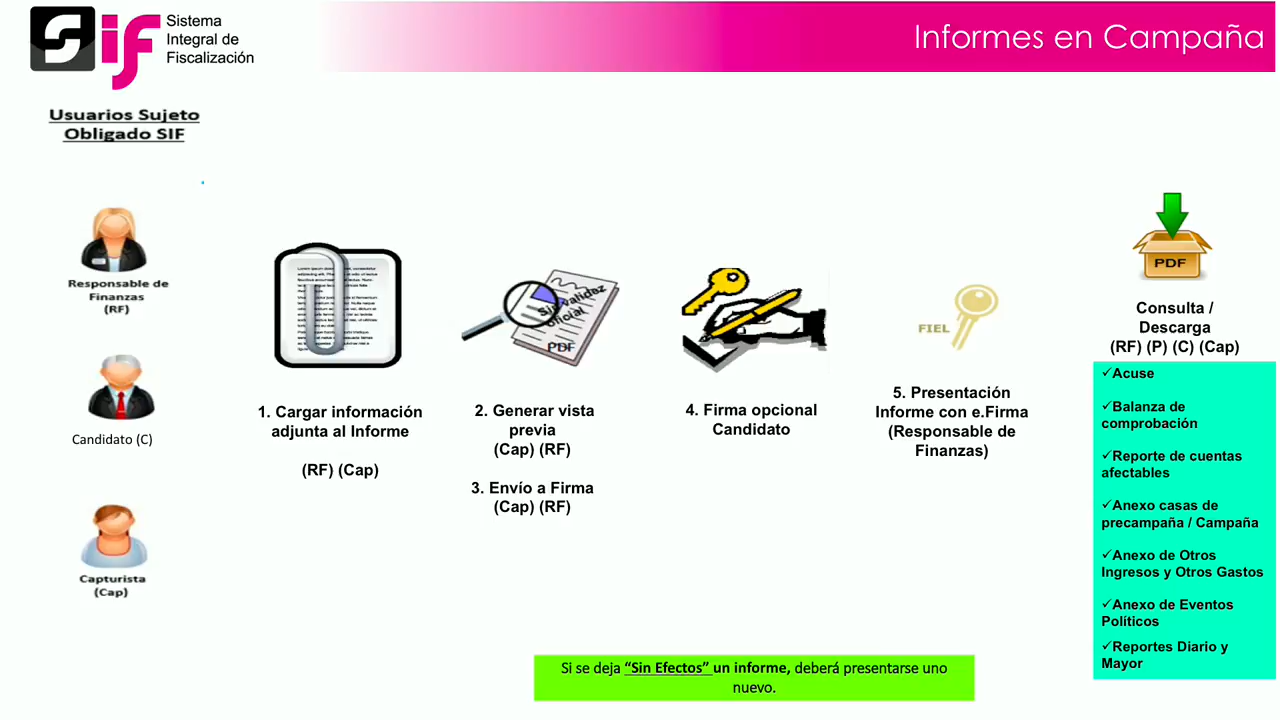 SIF
Sistema
Integral de
Fiscalización
Informes en Campaña
Usuarios Sujeto
Obligado SIF
Responsable de
Finanzas
(RF)
Candidato (C)
Capturista
(Cap)
1. Cargar información
adjunta al Informe
(RF) (Cap)
Sin validez
oficial
PDF
2. Generar vista
previa
(Cap) (RF)
3. Envío a Firma
(Cap) (RF)
4. Firma opcional
Candidato
FIEL
5. Presentación
Informe con e.Firma
(Responsable de
Finanzas)
PDF
Consulta /
Descarga
(RF) (P) (C) (Cap)
✓Acuse
✓Balanza de
comprobación
✓Reporte de cuentas
afectables
✓Anexo casas de
precampaña / Campaña
✓Anexo de Otros
Ingresos y Otros Gastos
✓Anexo de Eventos
Políticos
✓Reportes Diario y
Mayor
Si se deja “Sin Efectos” un informe, deberá presentarse uno
nuevo.